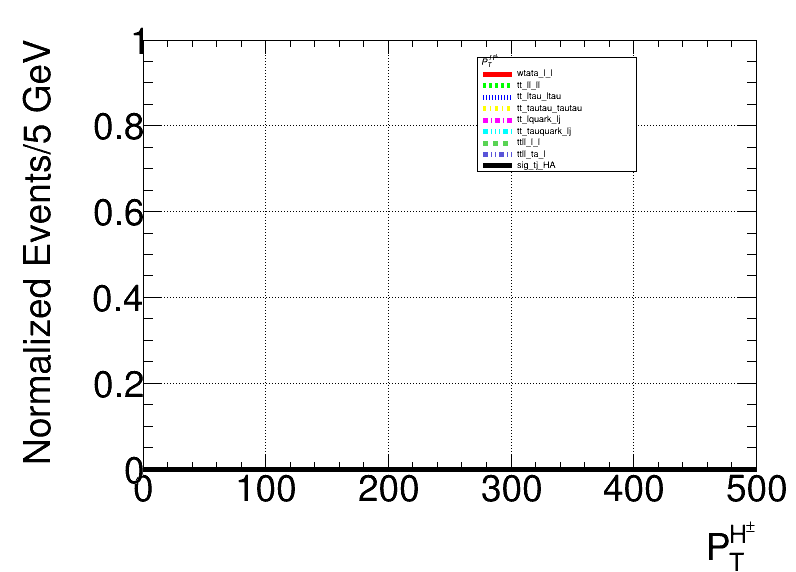 Normalized Events/5 GeV
1
0.8
0.6
0.4
0.2
0
0 100 200 300 400 500
P_T^{H^±}
P_T^{H^±}
wtata_l_l
tt_ll_ll
tt_ltau_ltau
tt_tautau_tautau
tt_lquark_lj
tt_tauquark_lj
ttll_l_l
ttll_ta_l
sig_tj_HA